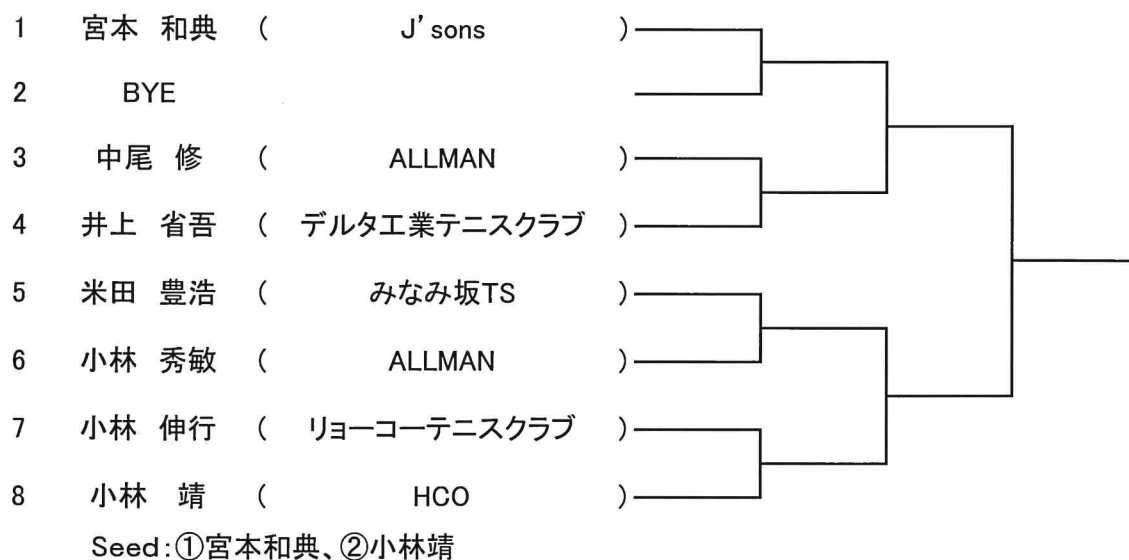 1 宮本 和典 ( J'sons )
2 BYE
3 中尾 修 ( ALLMAN )
4 井上 省吾 ( デルタ工業テニスクラブ )
5 米田 豊浩 ( みなみ坂TS )
6 小林 秀敏 ( ALLMAN )
7 小林 伸行 ( リョーコーテニスクラブ )
8 小林 靖 ( HCO )
Seed:①宮本和典、②小林靖